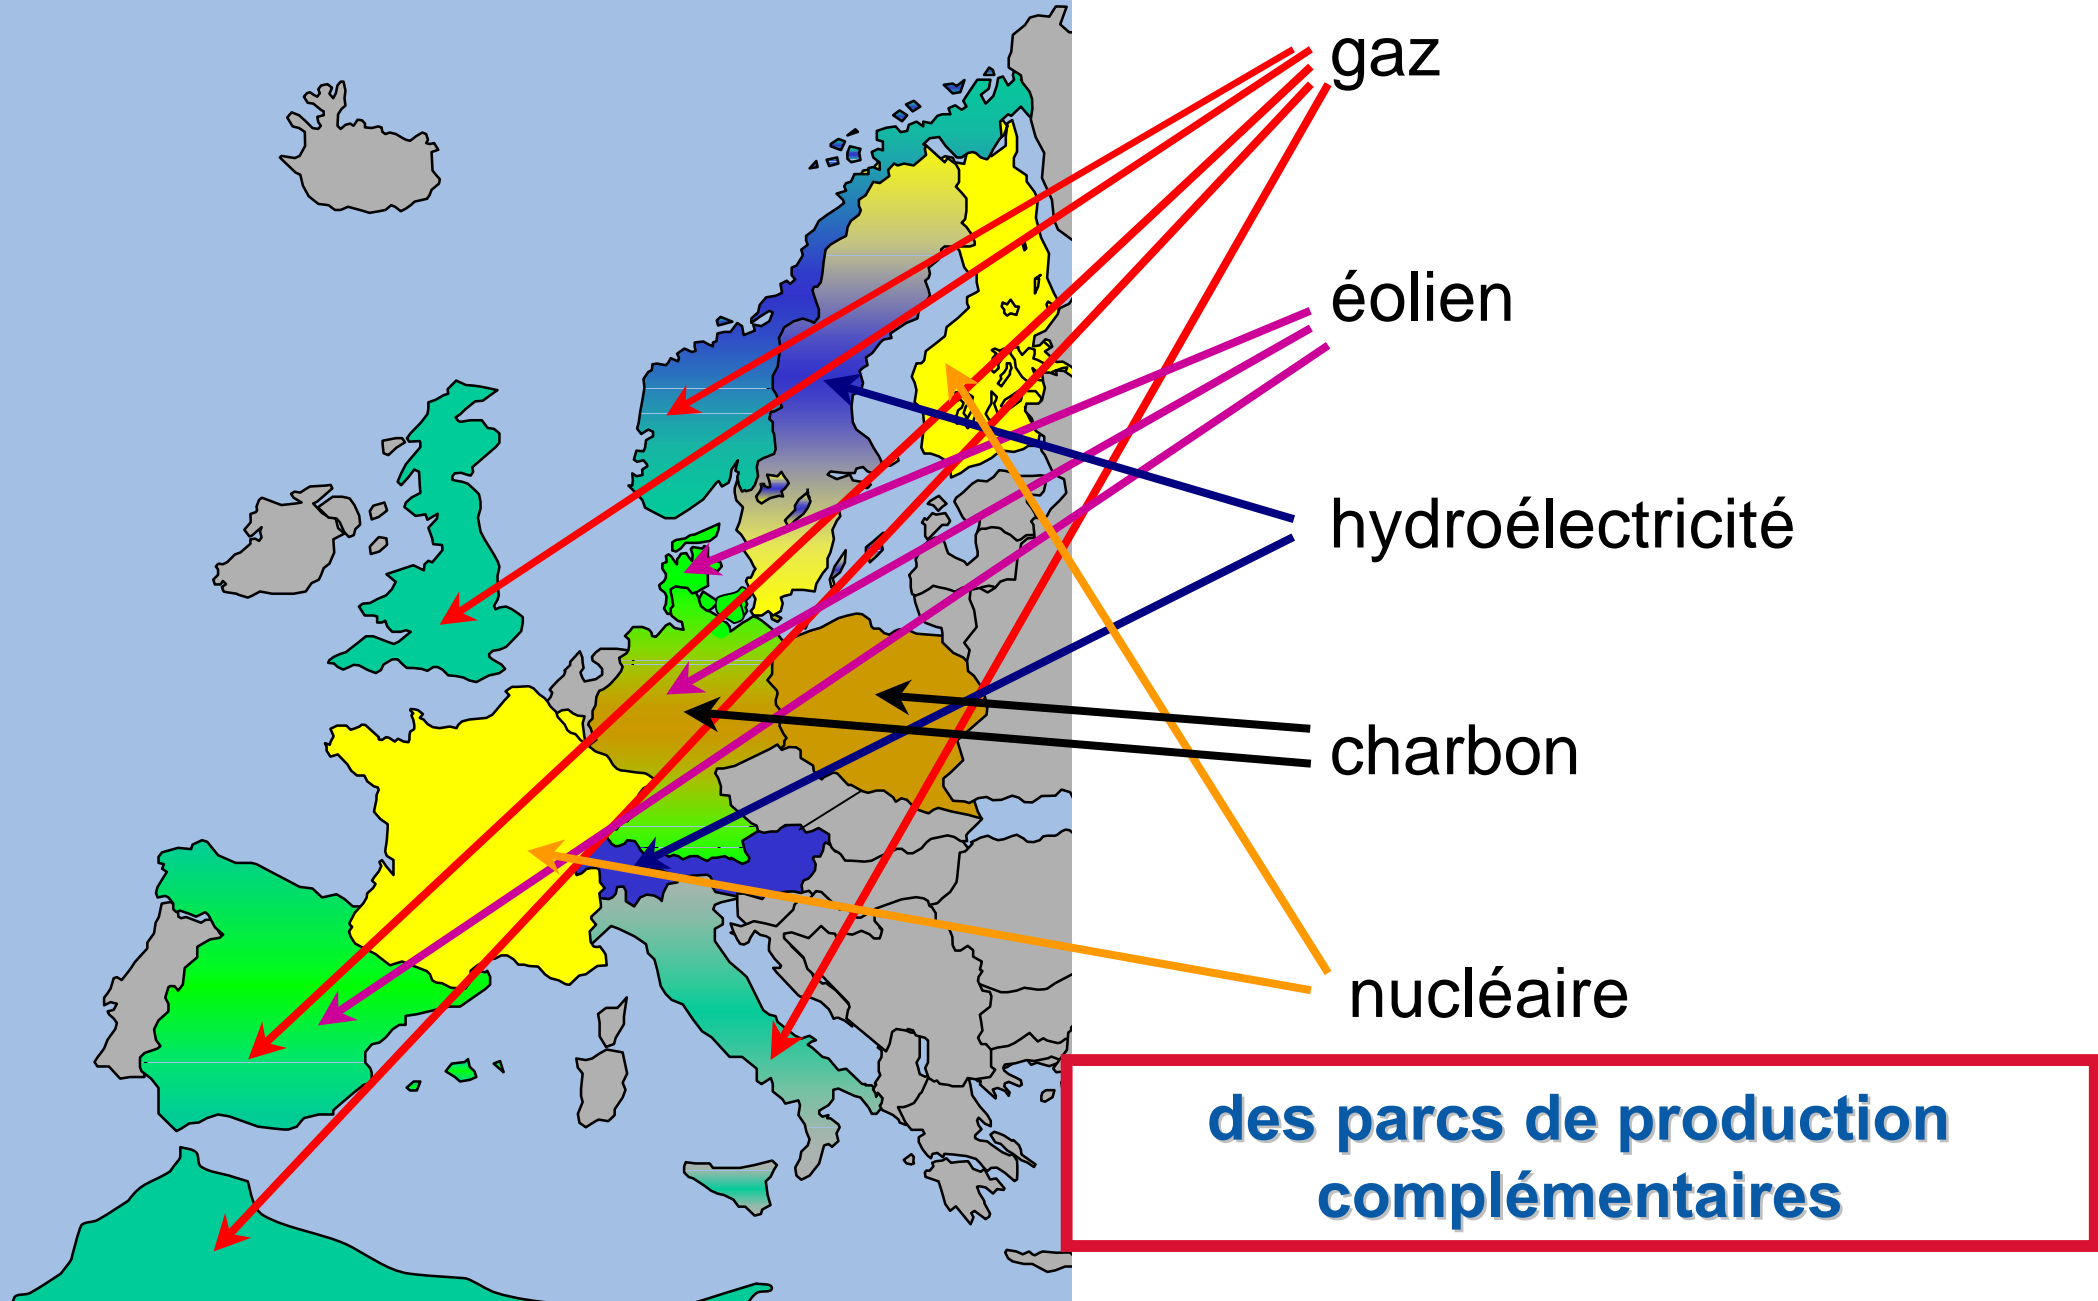 gaz
éolien
hydroélectricité
charbon
nucléaire
des parcs de production
complémentaires